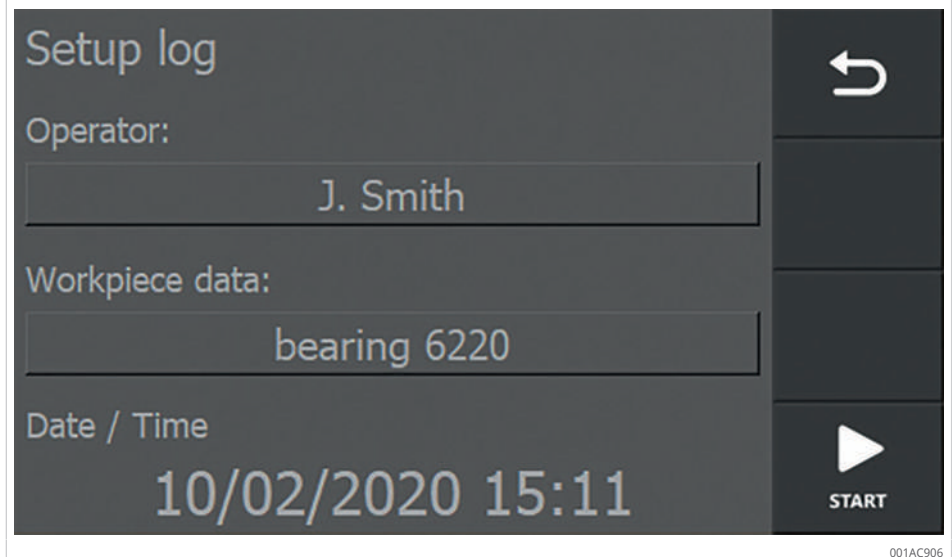 Setup log
Operator:
J. Smith
Workpiece data:
bearing 6220
Date / Time
10/02/2020 15:11
START
001AC906